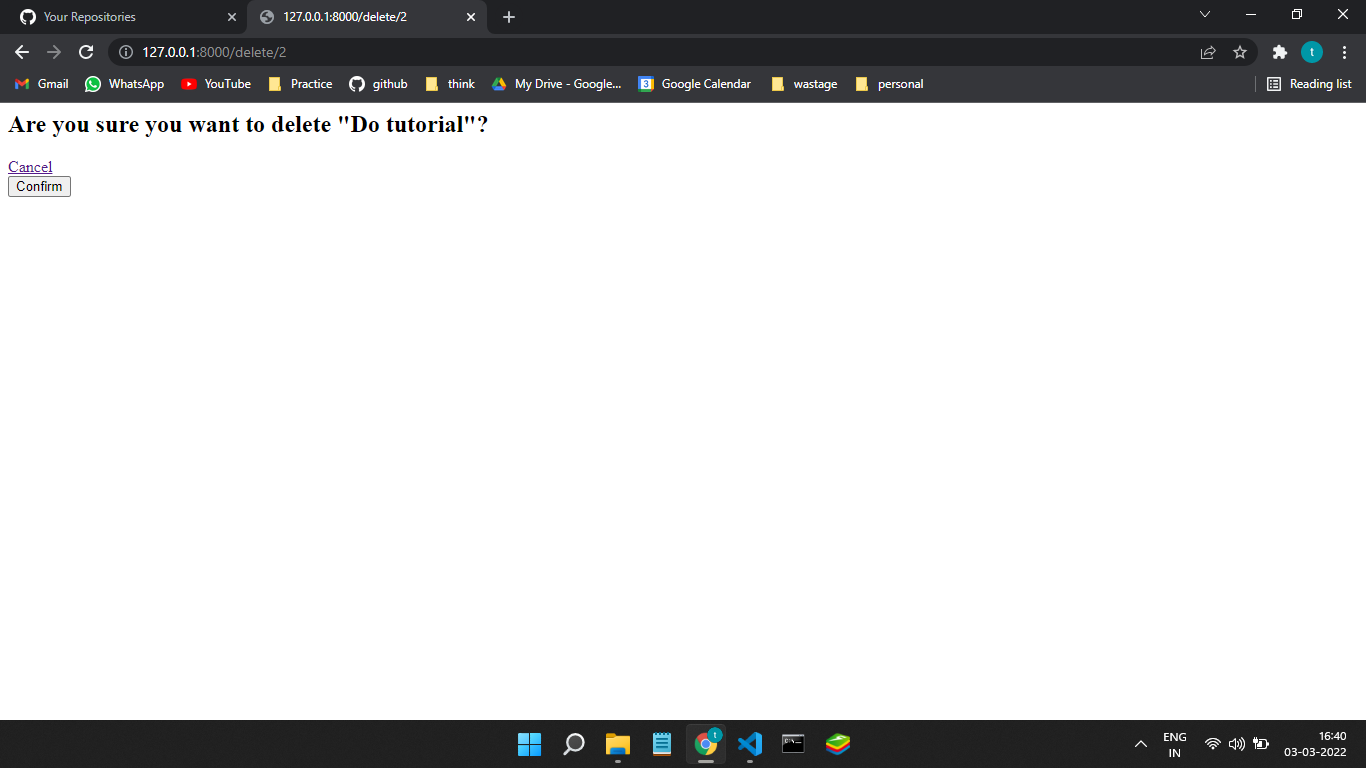 Your Repositories
127.0.0.1:8000/delete/2
127.0.0.1:8000/delete/2
t
Gmail WhatsApp YouTube Practice github think My Drive - Google... 3 Google Calendar wastage personal Reading list
Are you sure you want to delete "Do tutorial"?
Cancel
Confirm
t
ENG
IN
16:40
03-03-2022